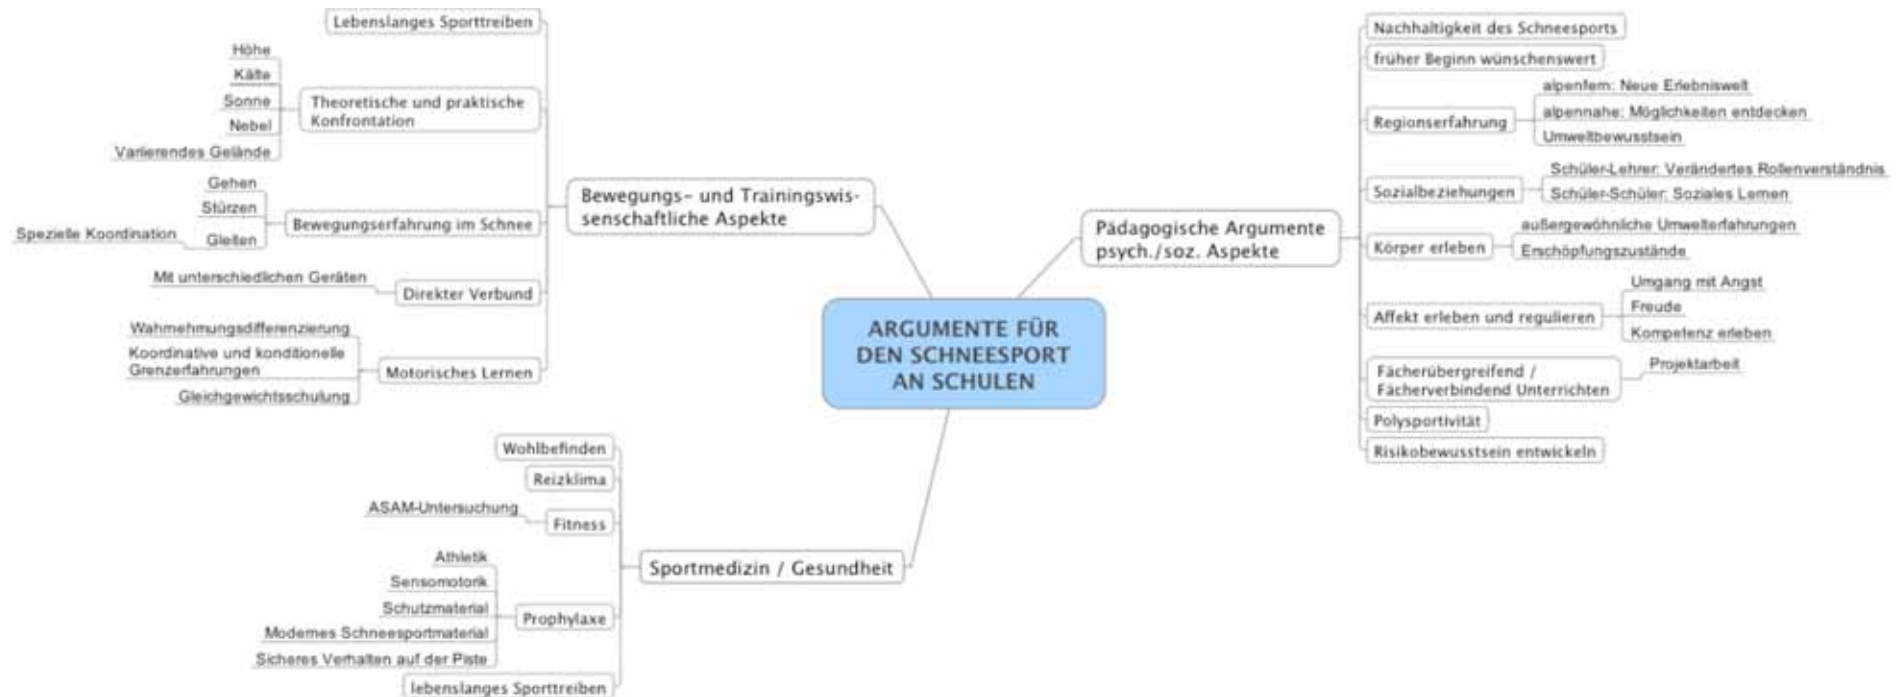 ARGUMENTE FÜR
DEN SCHNEESPORT
AN SCHULEN
Bewegungs- und Trainingswis-
senschaftliche Aspekte
Lebenslanges Sporttreiben
Theoretische und praktische
Konfrontation
Höhe
Kälte
Sonne
Nebel
Variierendes Gelände
Bewegungserfahrung im Schnee
Gehen
Stürzen
Gleiten
Spezielle Koordination
Direkter Verbund
Mit unterschiedlichen Geräten
Motorisches Lernen
Wahrnehmungsdifferenzierung
Koordinative und konditionelle
Grenzerfahrungen
Gleichgewichtsschulung
Sportmedizin / Gesundheit
Wohlbefinden
Reizklima
Fitness
ASAM-Untersuchung
Prophylaxe
Athletik
Sensomotorik
Schutzmaterial
Modernes Schneesportmaterial
Sicheres Verhalten auf der Piste
lebenslanges Sporttreiben
Pädagogische Argumente
psych./soz. Aspekte
Nachhaltigkeit des Schneesports
früher Beginn wünschenswert
Regionserfahrung
alpenfern: Neue Erlebniswelt
alpennahe: Möglichkeiten entdecken
Umweltbewusstsein
Sozialbeziehungen
Schüler-Lehrer: Verändertes Rollenverständnis
Schüler-Schüler: Soziales Lernen
Körper erleben
außergewöhnliche Umwelterfahrungen
Erschöpfungszustände
Affekt erleben und regulieren
Umgang mit Angst
Freude
Kompetenz erleben
Fächerübergreifend /
Fächerverbindend Unterrichten
Projektarbeit
Polysportivität
Risikobewusstsein entwickeln